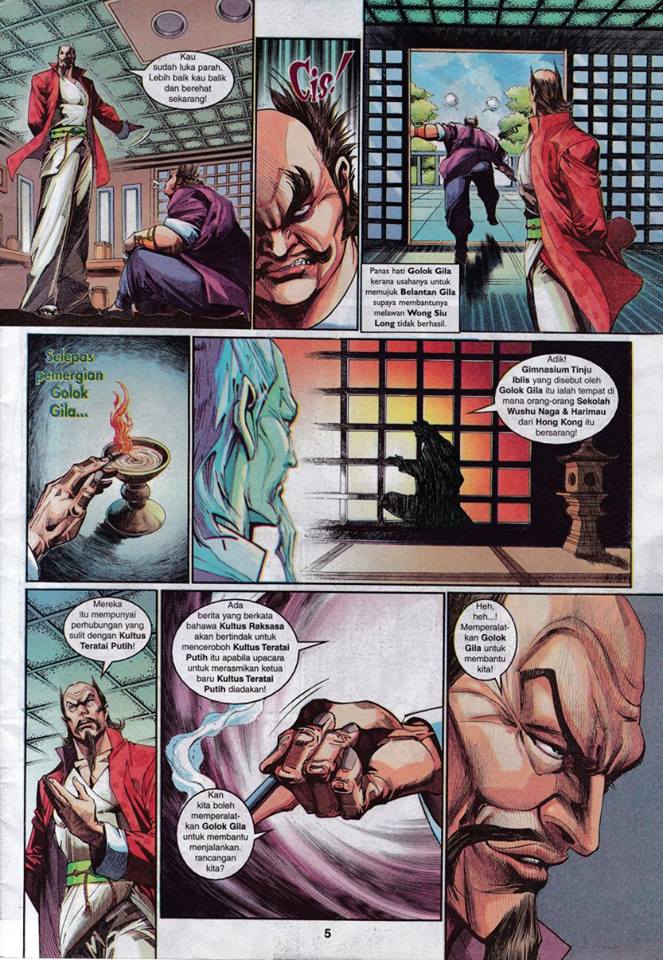 Kau
sudah luka parah.
Lebih baik kau balik
dan berehat
sekarang!
Cis!
Panas hati Golok Gila
kerana usahanya untuk
memujuk Belantan Gila
supaya membantunya
melawan Wong Siu
Long tidak berhasil.
Selepas
pemergian
Golok
Gila...
Adik!
Gimnasium Tinju
Iblis yang disebut oleh
Golok Gila itu ialah tempat di
mana orang-orang Sekolah
Wushu Naga & Harimau
dari Hong Kong itu
bersarang!
Mereka
itu mempunyai
perhubungan yang
sulit dengan Kultus
Teratai Putih!
Ada
berita yang berkata
bahawa Kultus Raksasa
akan bertindak untuk
menceroboh Kultus Teratai
Putih itu apabila upacara
untuk merasmikan ketua
baru Kultus Teratai
Putih diadakan!
Kan
kita boleh
memperalat-
kan Golok Gila
untuk membantu
menjalankan.
rancangan
kita?
Heh,
heh...!
Memperalat-
kan Golok
Gila untuk
membantu
kita!
5